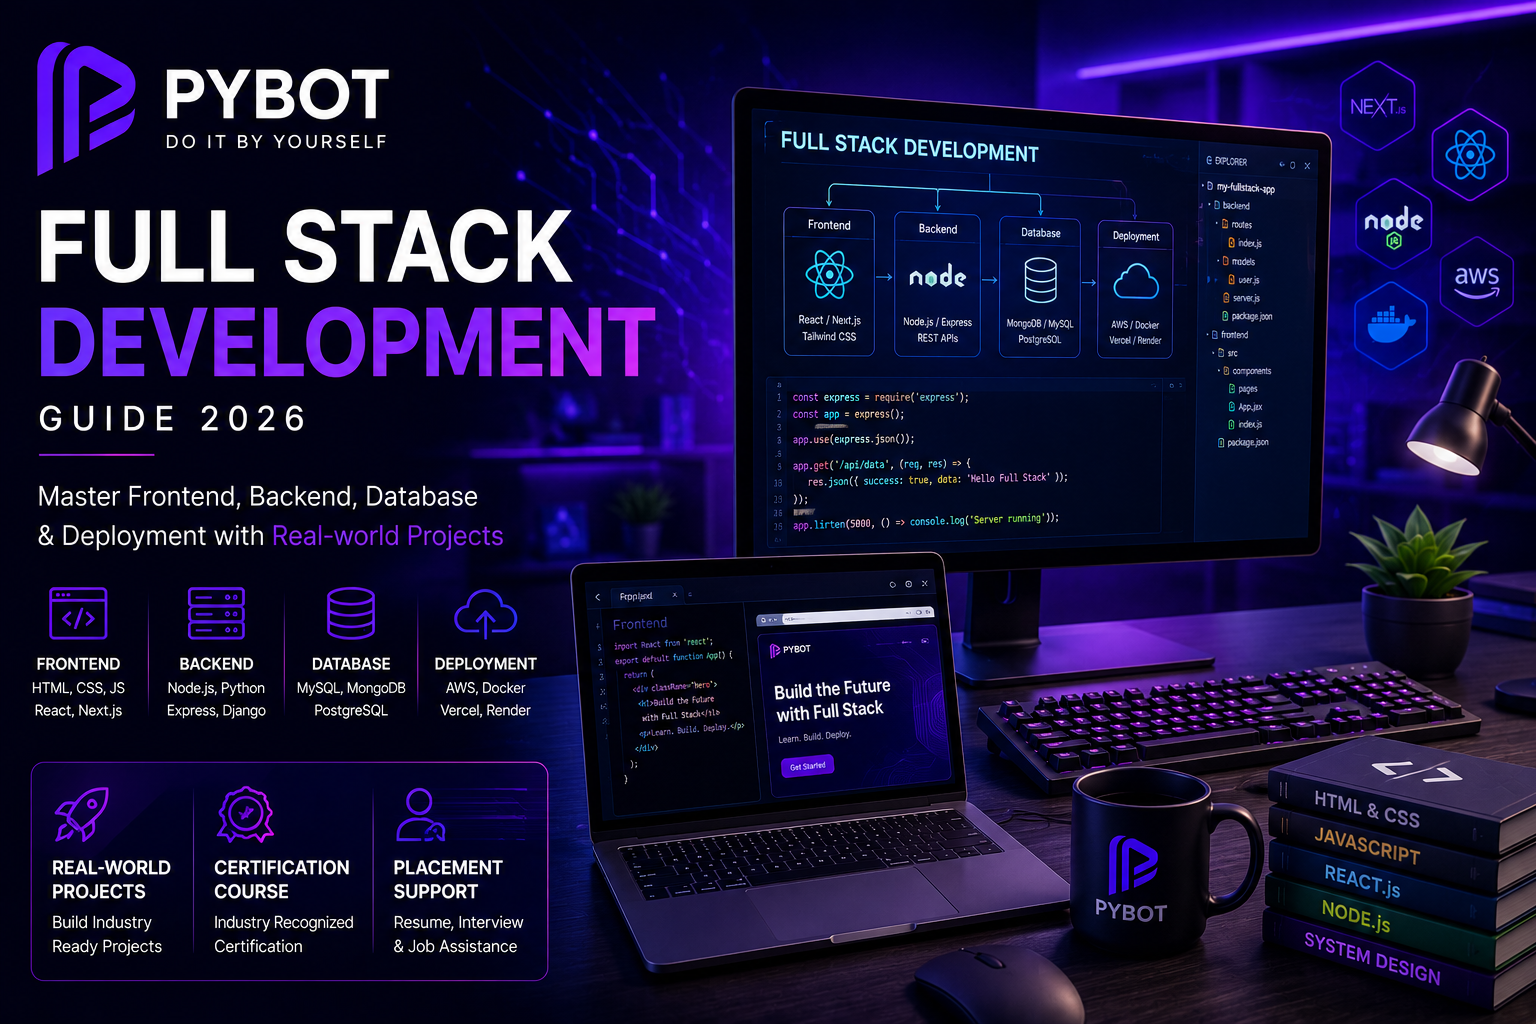 PYBOT
DO IT BY YOURSELF
FULL STACK
DEVELOPMENT
GUIDE 2026
Master Frontend, Backend, Database
& Deployment with Real-world Projects
FRONTEND
HTML, CSS, JS
React, Next.js
BACKEND
Node.js, Python
Express, Django
DATABASE
MySQL, MongoDB
PostgreSQL
DEPLOYMENT
AWS, Docker
Vercel, Render
REAL-WORLD
PROJECTS
Build Industry
Ready Projects
CERTIFICATION
COURSE
Industry Recognized
Certification
PLACEMENT
SUPPORT
Resume, Interview
& Job Assistance
FULL STACK DEVELOPMENT
Frontend
React / Next.js
Tailwind CSS
Backend
node
Node.js / Express
REST APIs
Database
MongoDB / MySQL
PostgreSQL
Deployment
AWS / Docker
Vercel / Render
const express = require('express');
const app = express();
app.use(express.json());
app.get('/api/data', (req, res) => {
res.json({ success: true, data: 'Hello Full Stack' });
});
app.lirten(5000, () => console.log('Server running'));
EXPLORER
my-fullstack-app
backend
routes
index.js
models
user.js
server.js
package.json
frontend
src
components
pages
App.jsx
index.js
package.json
NEXT.js
node
aws
Frontend
import React from 'react';
export default function App() {
return (
<div className="hero">
<h1>Build the Future
with Full Stack</h1>
<p>Learn. Build. Deploy.</p>
</div>
);
}
PYBOT
Build the Future
with Full Stack
Learn. Build. Deploy.
Get Started
PYBOT
</>
HTML & CSS
JAVASCRIPT
REACT.js
NODE.js
SYSTEM DESIGN